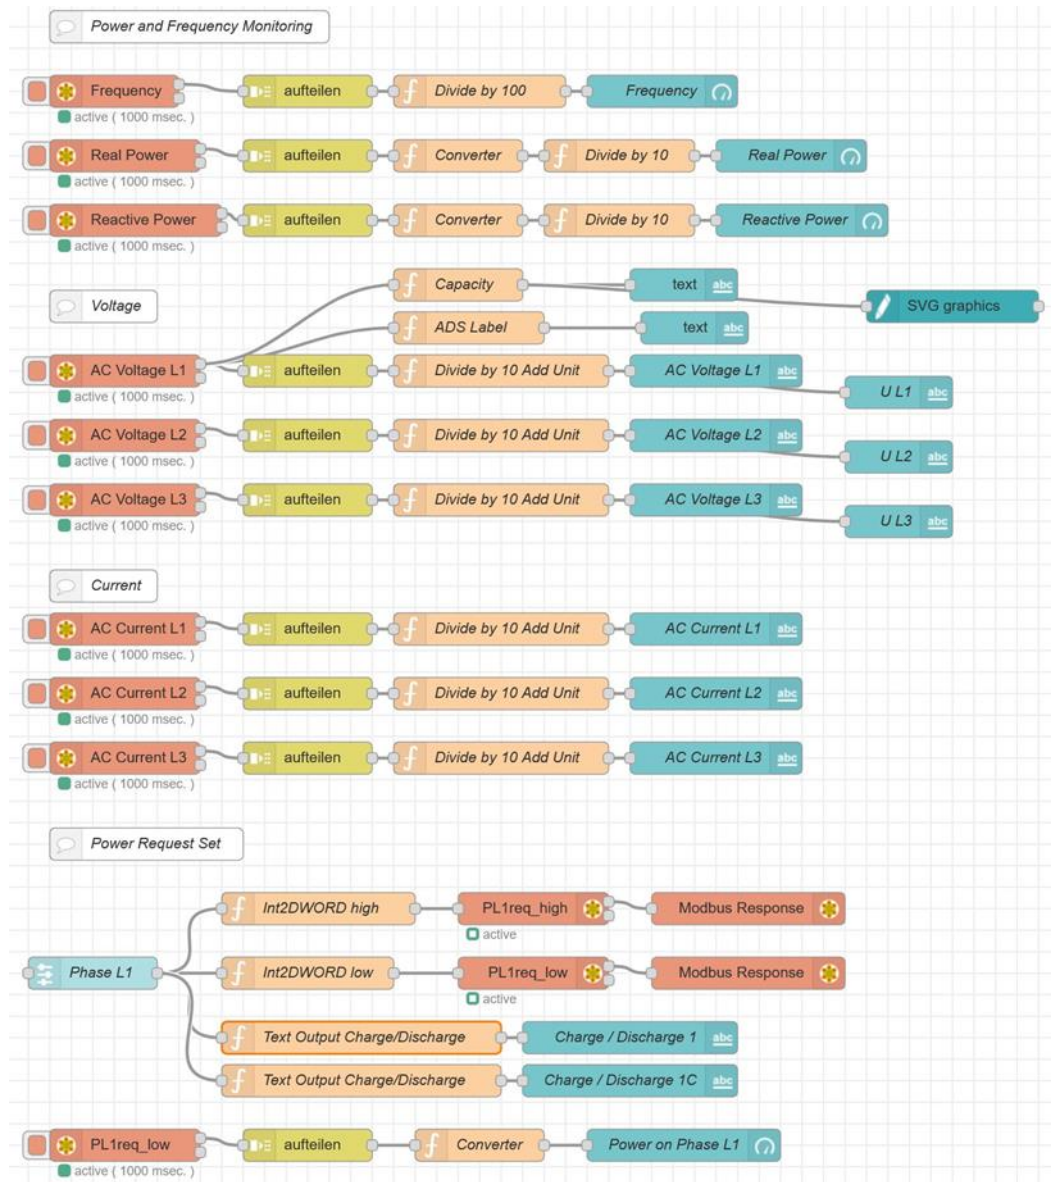 Power and Frequency Monitoring
Frequency aufteilen Divide by 100 Frequency
active ( 1000 msec. )
Real Power aufteilen Converter Divide by 10 Real Power
active ( 1000 msec. )
Reactive Power aufteilen Converter Divide by 10 Reactive Power
active ( 1000 msec. )
Capacity text abc
Voltage SVG graphics
ADS Label text abc
AC Voltage L1 aufteilen Divide by 10 Add Unit AC Voltage L1 abc
U L1 abc
active ( 1000 msec. )
AC Voltage L2 aufteilen Divide by 10 Add Unit AC Voltage L2 abc
U L2 abc
active ( 1000 msec. )
AC Voltage L3 aufteilen Divide by 10 Add Unit AC Voltage L3 abc
U L3 abc
active ( 1000 msec. )
Current
AC Current L1 aufteilen Divide by 10 Add Unit AC Current L1 abc
active ( 1000 msec. )
AC Current L2 aufteilen Divide by 10 Add Unit AC Current L2 abc
active ( 1000 msec. )
AC Current L3 aufteilen Divide by 10 Add Unit AC Current L3 abc
active ( 1000 msec. )
Power Request Set
Int2DWORD high PL1req_high Modbus Response
active
Phase L1 Int2DWORD low PL1req_low Modbus Response
active
Text Output Charge/Discharge Charge / Discharge 1 abc
Text Output Charge/Discharge Charge / Discharge 1C abc
PL1req_low aufteilen Converter Power on Phase L1
active ( 1000 msec. )